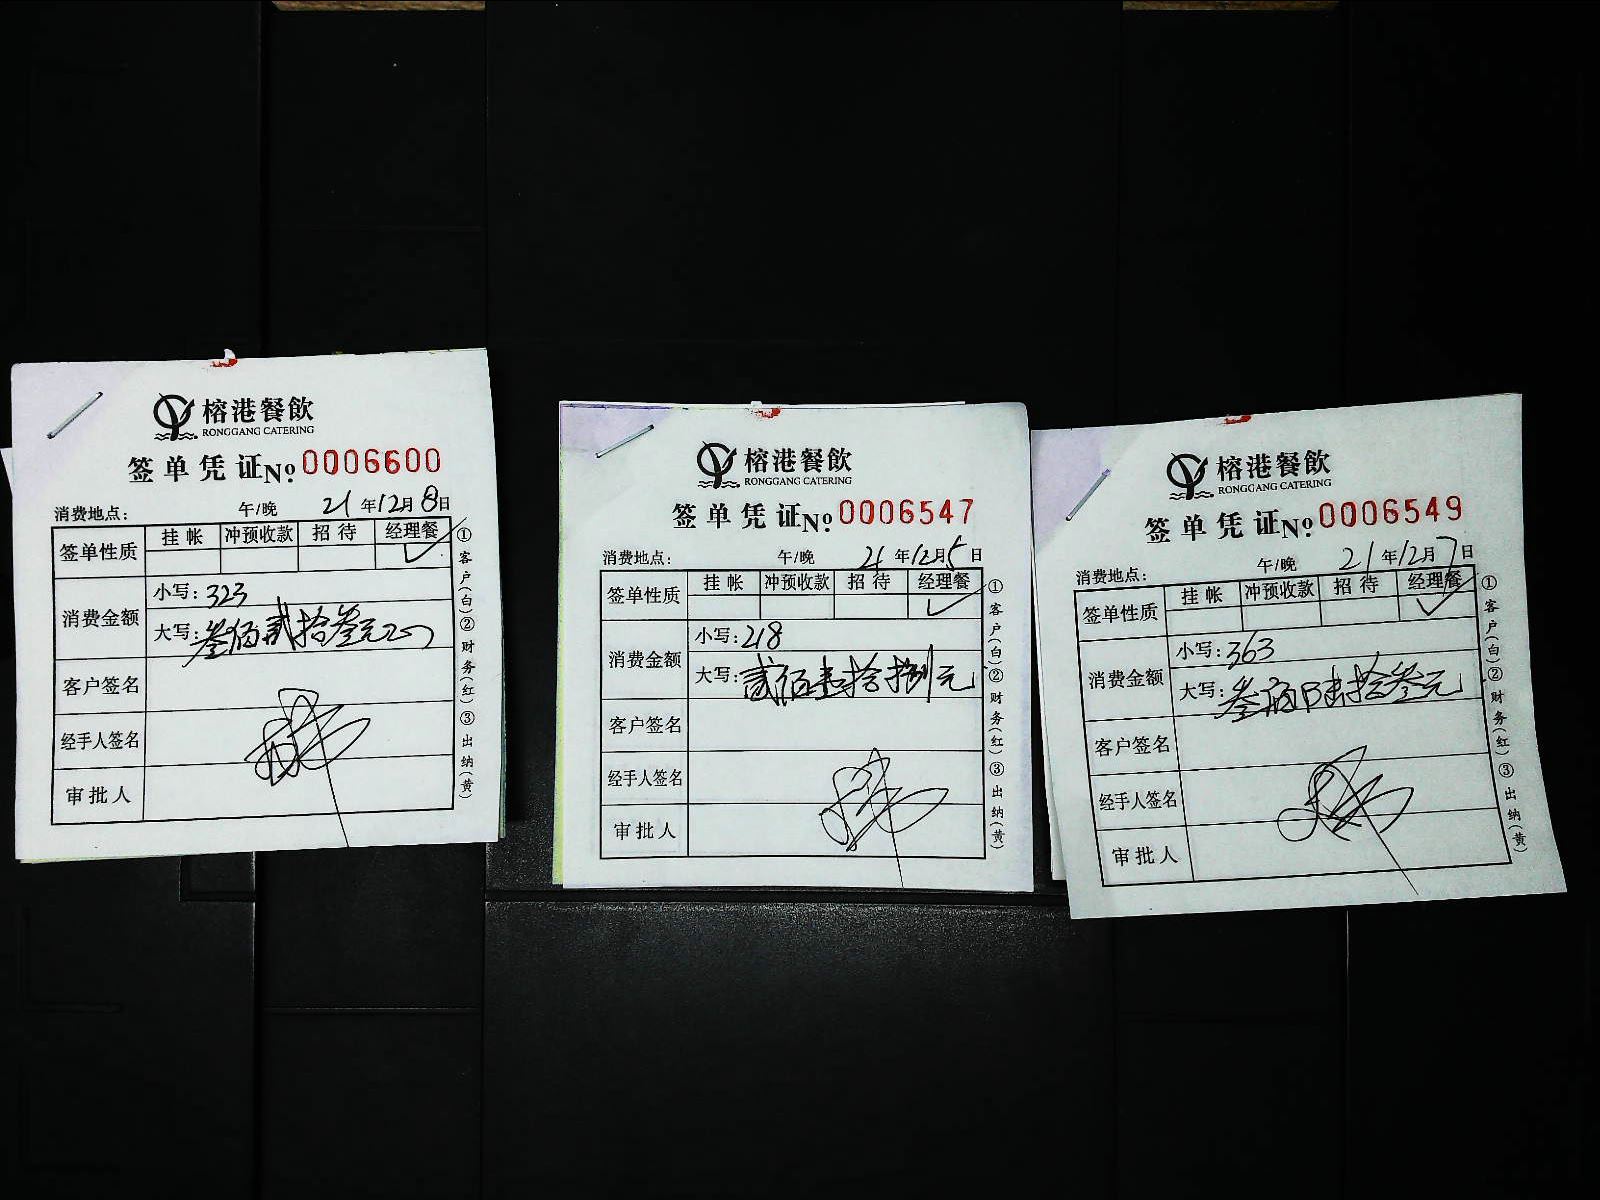 榕港餐飲
RONGGANG CATERING
签单凭证 No 0006600
消费地点: 午/晚 21年12月8日
签单性质 挂帐 冲预收款 招待 经理餐
消费金额 小写: 323
大写: 叁佰贰拾叁元
客户签名
经手人签名
审批人
①客户(白)②财务(红)③出纳(黄)
榕港餐飲
RONGGANG CATERING
签单凭证 No 0006547
消费地点: 午/晚 21年12月5日
签单性质 挂帐 冲预收款 招待 经理餐
消费金额 小写: 218
大写: 贰佰壹拾捌元
客户签名
经手人签名
审批人
①客户(白)②财务(红)③出纳(黄)
榕港餐飲
RONGGANG CATERING
签单凭证 No 0006549
消费地点: 午/晚 21年12月7日
签单性质 挂帐 冲预收款 招待 经理餐
消费金额 小写: 363
大写: 叁佰陆拾叁元
客户签名
经手人签名
审批人
①客户(白)②财务(红)③出纳(黄)